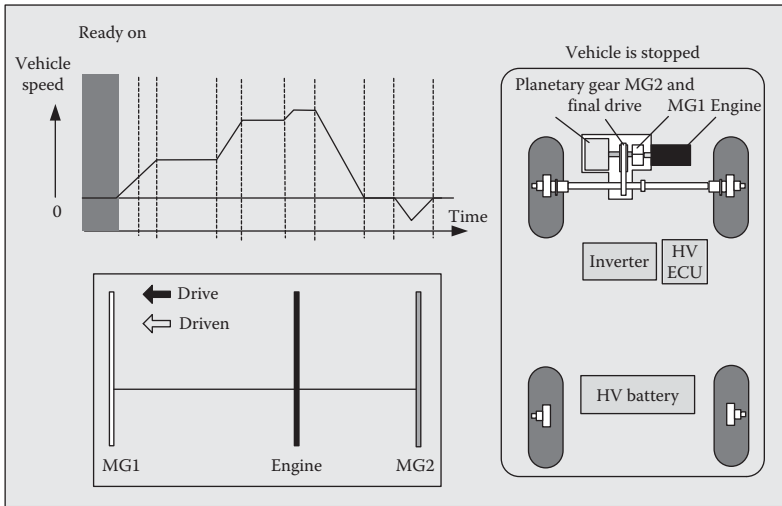 Ready on
Vehicle
speed
0
Time
Drive
Driven
MG1
Engine
MG2
Vehicle is stopped
Planetary gear MG2 and
final drive
MG1 Engine
Inverter
HV
ECU
HV battery